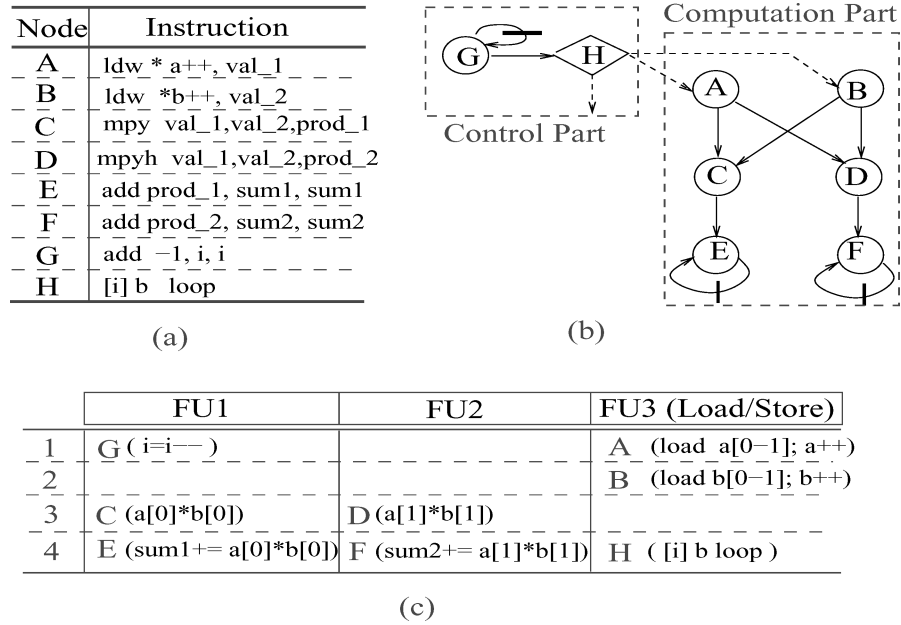 Node Instruction
A ldw * a++, val_1
B ldw *b++, val_2
C mpy val_1,val_2,prod_1
D mpyh val_1,val_2,prod_2
E add prod_1, sum1, sum1
F add prod_2, sum2, sum2
G add −1, i, i
H [i] b loop
(a)
Computation Part
G H
A B
Control Part
C D
E F
(b)
FU1 FU2 FU3 (Load/Store)
1 G ( i=i−− ) A (load a[0−1]; a++)
2 B (load b[0−1]; b++)
3 C (a[0]*b[0]) D (a[1]*b[1])
4 E (sum1+= a[0]*b[0]) F (sum2+= a[1]*b[1]) H ( [i] b loop )
(c)